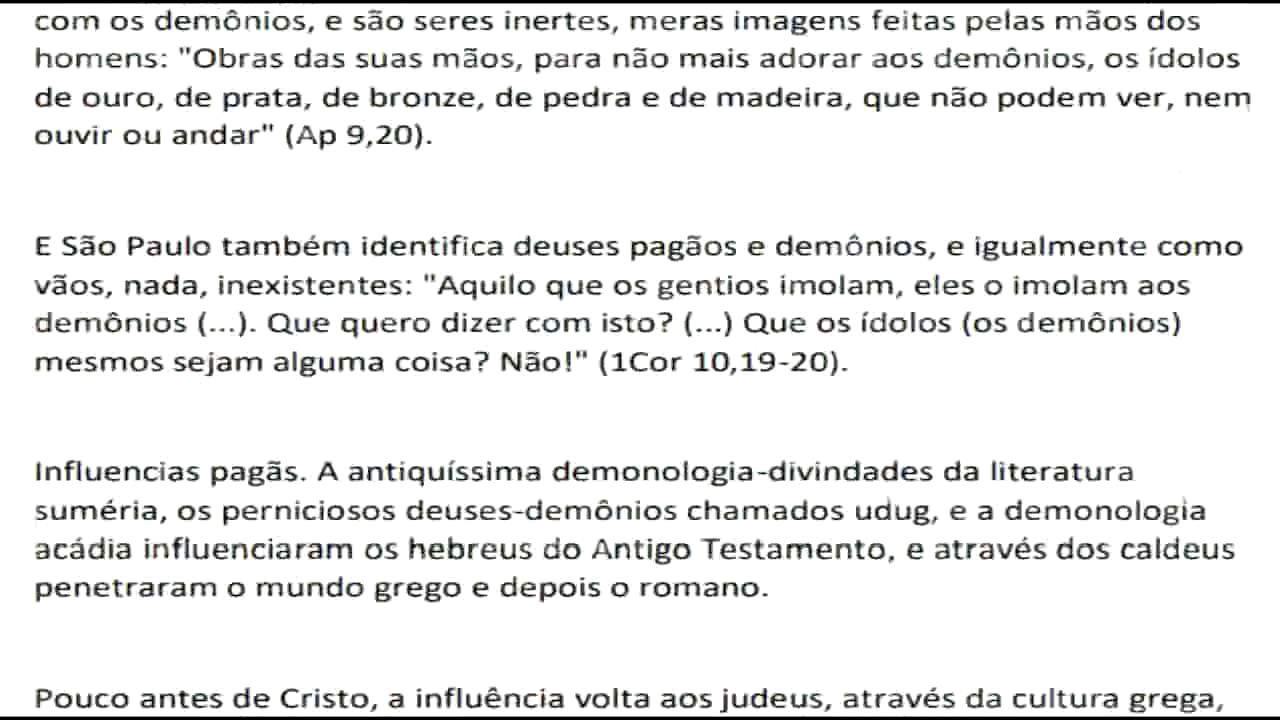 com os demônios, e são seres inertes, meras imagens feitas pelas mãos dos
homens: "Obras das suas mãos, para não mais adorar aos demônios, os ídolos
de ouro, de prata, de bronze, de pedra e de madeira, que não podem ver, nem
ouvir ou andar" (Ap 9,20).
E São Paulo também identifica deuses pagãos e demônios, e igualmente como
vãos, nada, inexistentes: "Aquilo que os gentios imolam, eles o imolam aos
demônios (...). Que quero dizer com isto? (...) Que os ídolos (os demônios)
mesmos sejam alguma coisa? Não!" (1Cor 10,19-20).
Influencias pagãs. A antiquíssima demonologia-divindades da literatura
suméria, os perniciosos deuses-demônios chamados udug, e a demonologia
acádia influenciaram os hebreus do Antigo Testamento, e através dos caldeus
penetraram o mundo grego e depois o romano.
Pouco antes de Cristo, a influência volta aos judeus, através da cultura grega,